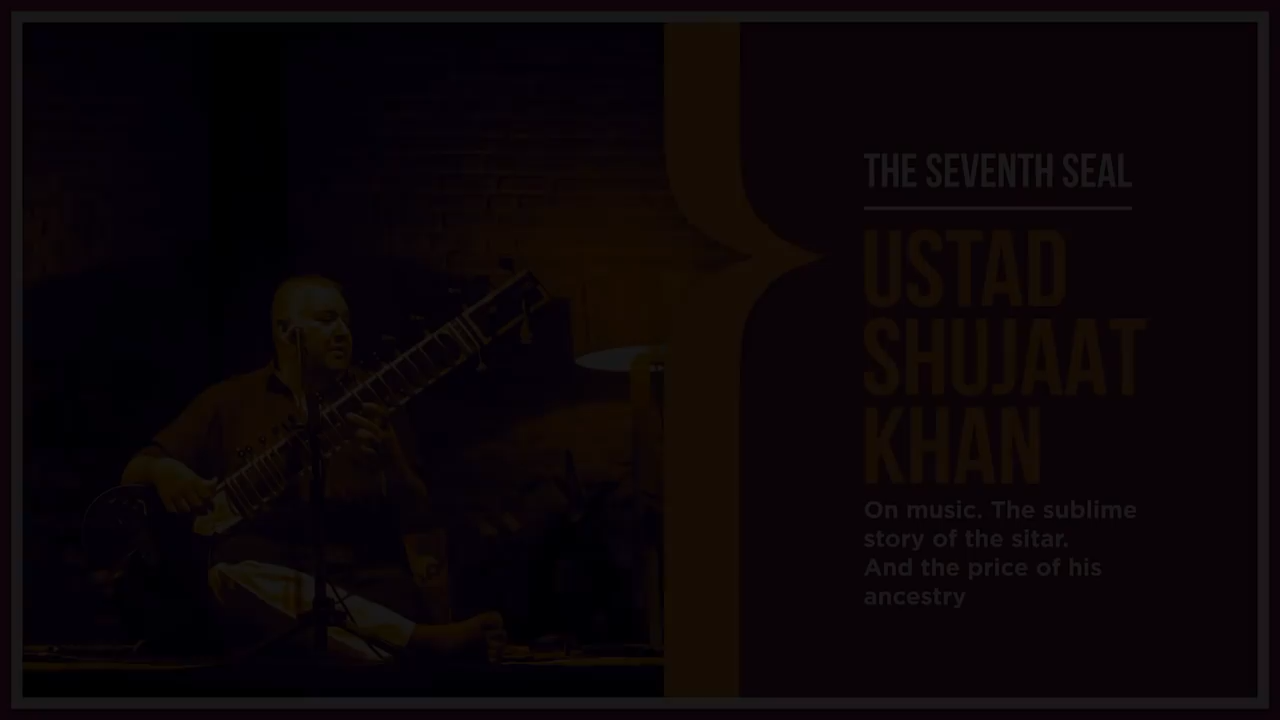 THE SEVENTH SEAL
USTAD
SHUJAAT
KHAN
On music. The sublime
story of the sitar.
And the price of his
ancestry